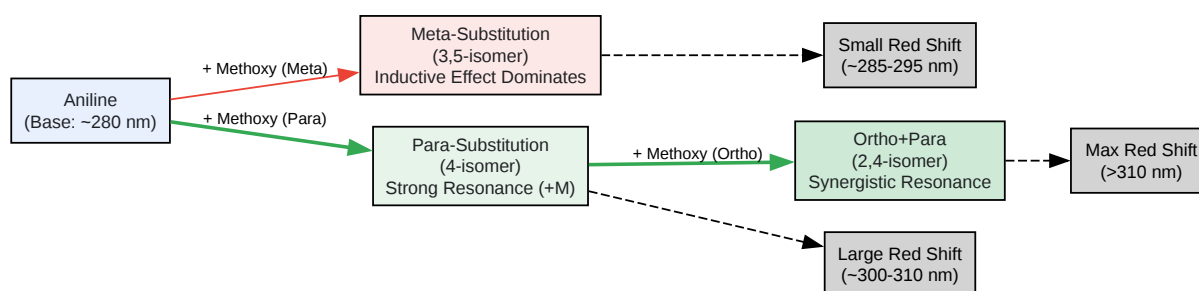 Aniline
(Base: ~280 nm)
+ Methoxy (Meta)
+ Methoxy (Para)
Meta-Substitution
(3,5-isomer)
Inductive Effect Dominates
Small Red Shift
(~285-295 nm)
Para-Substitution
(4-isomer)
Strong Resonance (+M)
+ Methoxy (Ortho)
Ortho+Para
(2,4-isomer)
Synergistic Resonance
Max Red Shift
(>310 nm)
Large Red Shift
(~300-310 nm)